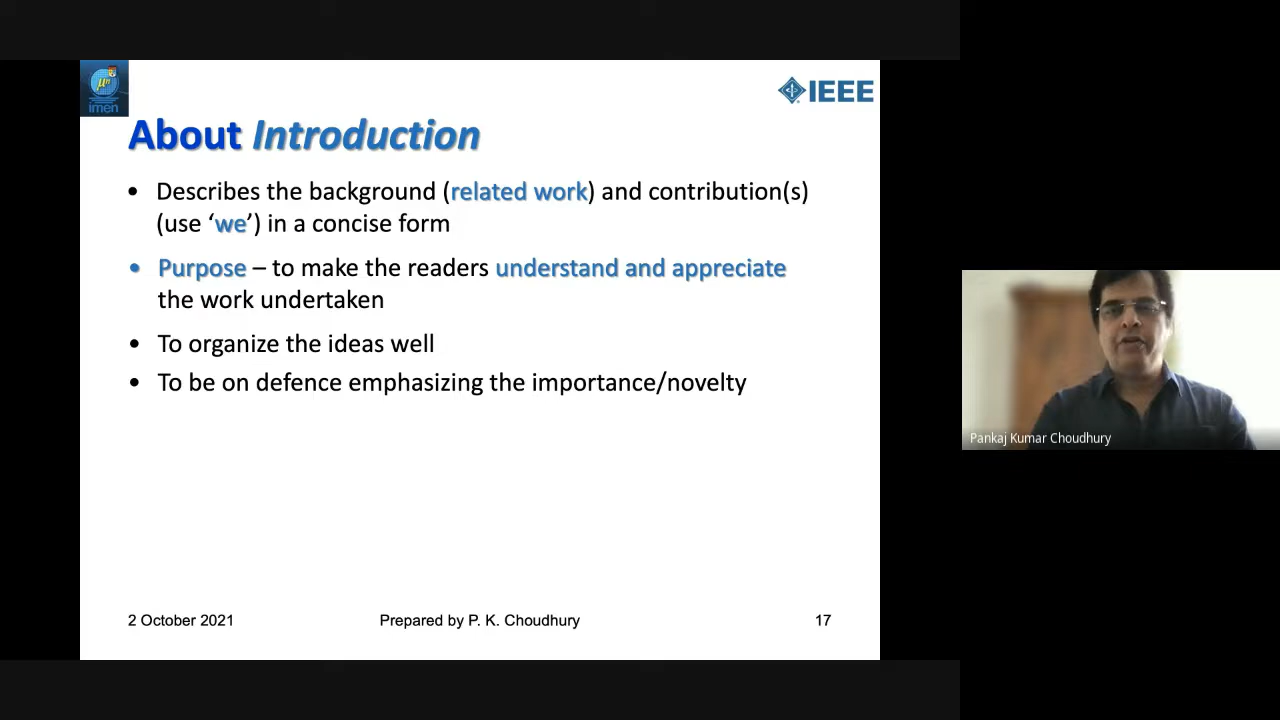 µn
imen
IEEE
About Introduction
• Describes the background (related work) and contribution(s)
(use ‘we’) in a concise form
• Purpose – to make the readers understand and appreciate
the work undertaken
• To organize the ideas well
• To be on defence emphasizing the importance/novelty
Pankaj Kumar Choudhury
2 October 2021 Prepared by P. K. Choudhury 17